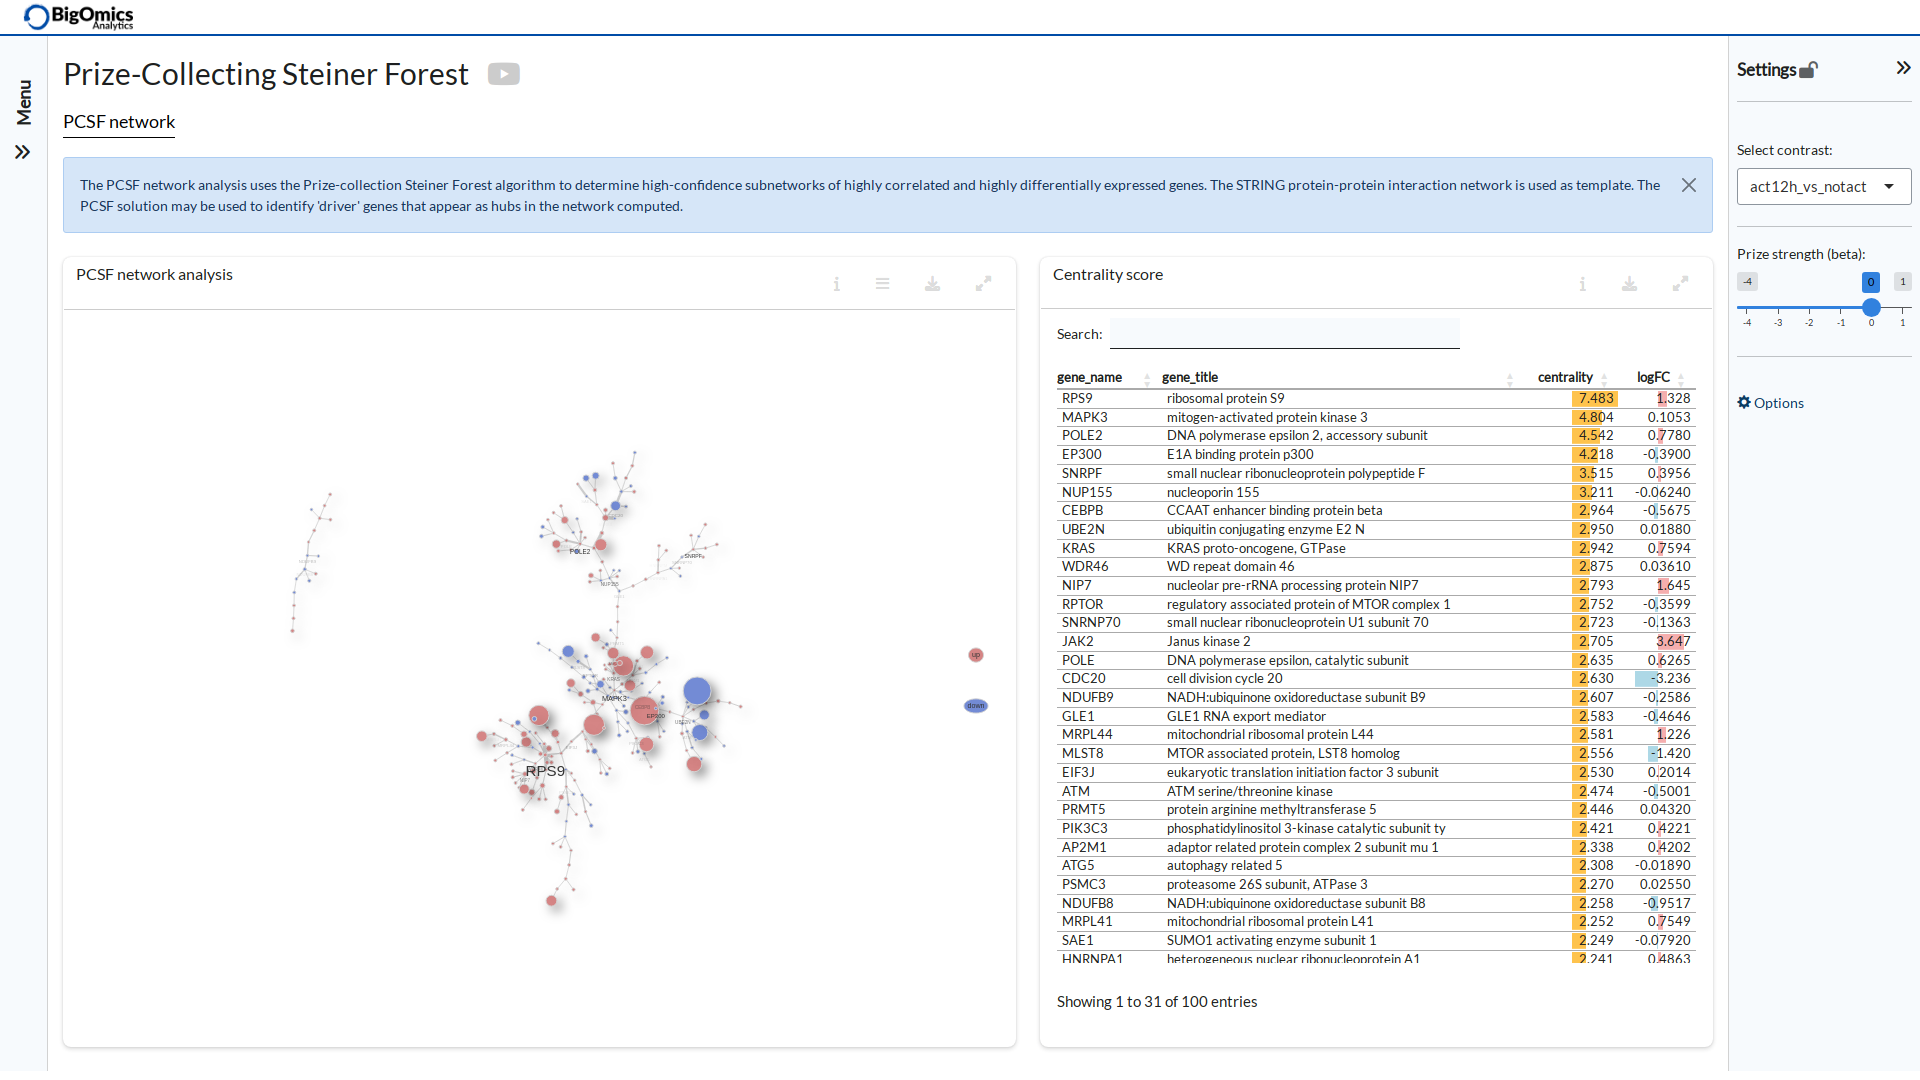 BigOmics
Analytics
Menu
Prize-Collecting Steiner Forest
PCSF network
The PCSF network analysis uses the Prize-collection Steiner Forest algorithm to determine high-confidence subnetworks of highly correlated and highly differentially expressed genes. The STRING protein-protein interaction network is used as template. The
PCSF solution may be used to identify 'driver' genes that appear as hubs in the network computed.
PCSF network analysis
POLE2
SNRPF
NUP155
KRAS
MAPK3
EP300
UBE2N
RPS9
up
down
Centrality score
Search:
gene_name gene_title centrality logFC
RPS9 ribosomal protein S9 7.483 1.328
MAPK3 mitogen-activated protein kinase 3 4.804 0.1053
POLE2 DNA polymerase epsilon 2, accessory subunit 4.542 0.7780
EP300 E1A binding protein p300 4.218 -0.3900
SNRPF small nuclear ribonucleoprotein polypeptide F 3.515 0.3956
NUP155 nucleoporin 155 3.211 -0.06240
CEBPB CCAAT enhancer binding protein beta 2.964 -0.5675
UBE2N ubiquitin conjugating enzyme E2 N 2.950 0.01880
KRAS KRAS proto-oncogene, GTPase 2.942 0.7594
WDR46 WD repeat domain 46 2.875 0.03610
NIP7 nucleolar pre-rRNA processing protein NIP7 2.793 1.645
RPTOR regulatory associated protein of MTOR complex 1 2.752 -0.3599
SNRNP70 small nuclear ribonucleoprotein U1 subunit 70 2.723 -0.1363
JAK2 Janus kinase 2 2.705 3.647
POLE DNA polymerase epsilon, catalytic subunit 2.635 0.6265
CDC20 cell division cycle 20 2.630 -3.236
NDUFB9 NADH:ubiquinone oxidoreductase subunit B9 2.607 -0.2586
GLE1 GLE1 RNA export mediator 2.583 -0.4646
MRPL44 mitochondrial ribosomal protein L44 2.581 1.226
MLST8 MTOR associated protein, LST8 homolog 2.556 -1.420
EIF3J eukaryotic translation initiation factor 3 subunit 2.530 0.2014
ATM ATM serine/threonine kinase 2.474 -0.5001
PRMT5 protein arginine methyltransferase 5 2.446 0.04320
PIK3C3 phosphatidylinositol 3-kinase catalytic subunit ty 2.421 0.4221
AP2M1 adaptor related protein complex 2 subunit mu 1 2.338 0.4202
ATG5 autophagy related 5 2.308 -0.01890
PSMC3 proteasome 26S subunit, ATPase 3 2.270 0.02550
NDUFB8 NADH:ubiquinone oxidoreductase subunit B8 2.258 -0.9517
MRPL41 mitochondrial ribosomal protein L41 2.252 0.7549
SAE1 SUMO1 activating enzyme subunit 1 2.249 -0.07920
HNRNPA1 heterogeneous nuclear ribonucleoprotein A1 2.241 0.4863
Showing 1 to 31 of 100 entries
Settings
Select contrast:
act12h_vs_notact
Prize strength (beta):
-4 0 1
-4 -3 -2 -1 0 1
Options